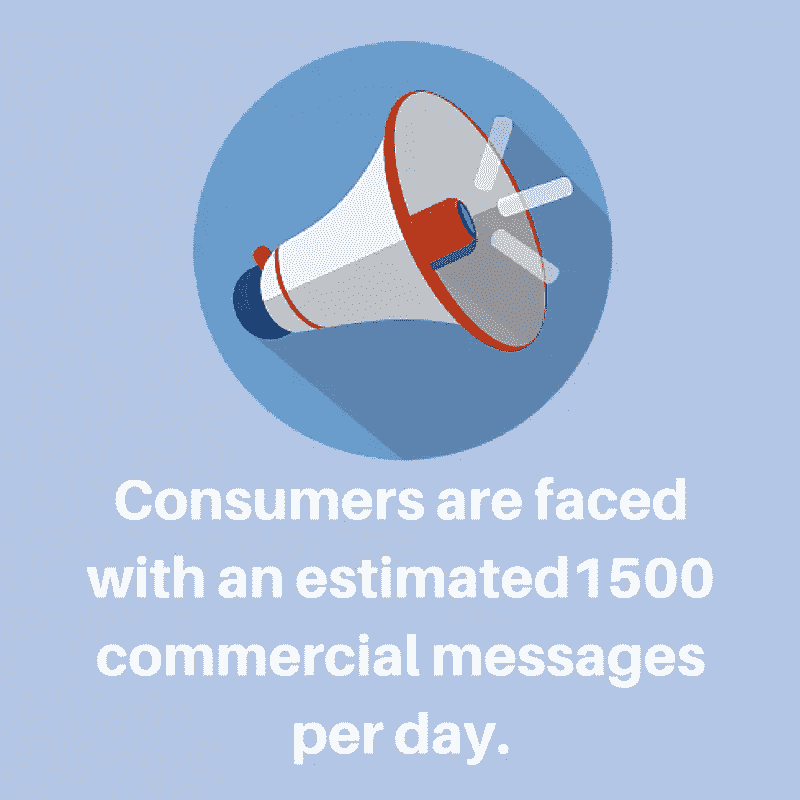 Consumers are faced
with an estimated1500
commercial messages
per day.